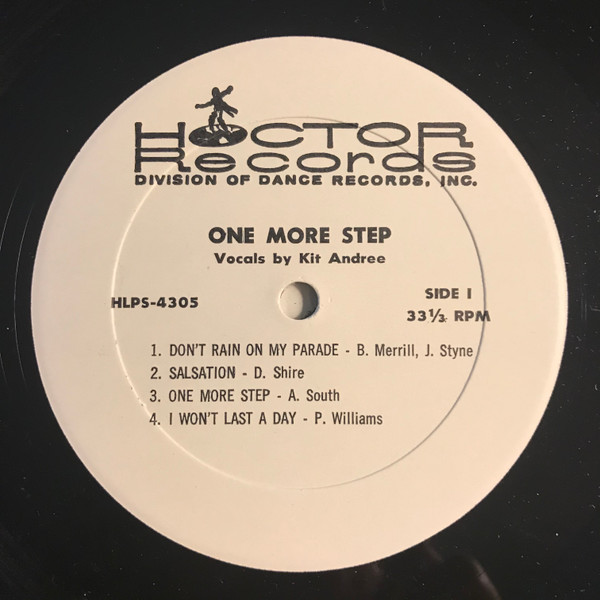 HOCTOR
Records
DIVISION OF DANCE RECORDS, INC.
ONE MORE STEP
Vocals by Kit Andree
HLPS-4305
SIDE I
33⅓ RPM
1. DON'T RAIN ON MY PARADE - B. Merrill, J. Styne
2. SALSATION - D. Shire
3. ONE MORE STEP - A. South
4. I WON'T LAST A DAY - P. Williams